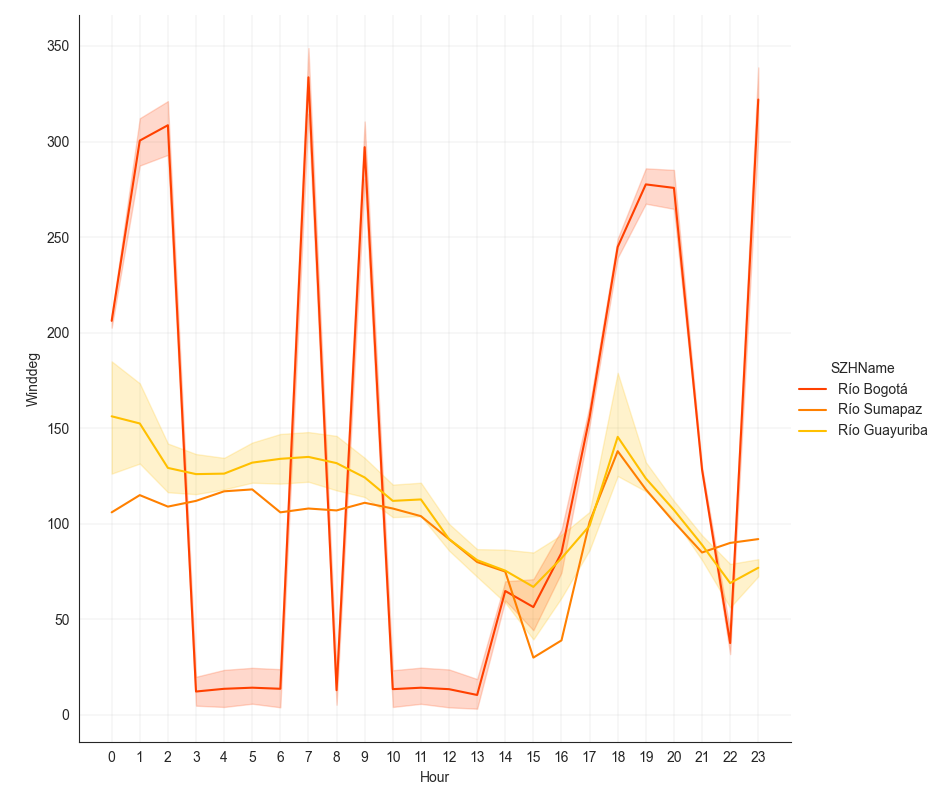 350
300
250
200
150
100
50
0
Winddeg
0 1 2 3 4 5 6 7 8 9 10 11 12 13 14 15 16 17 18 19 20 21 22 23
Hour
SZHName
Río Bogotá
Río Sumapaz
Río Guayuriba